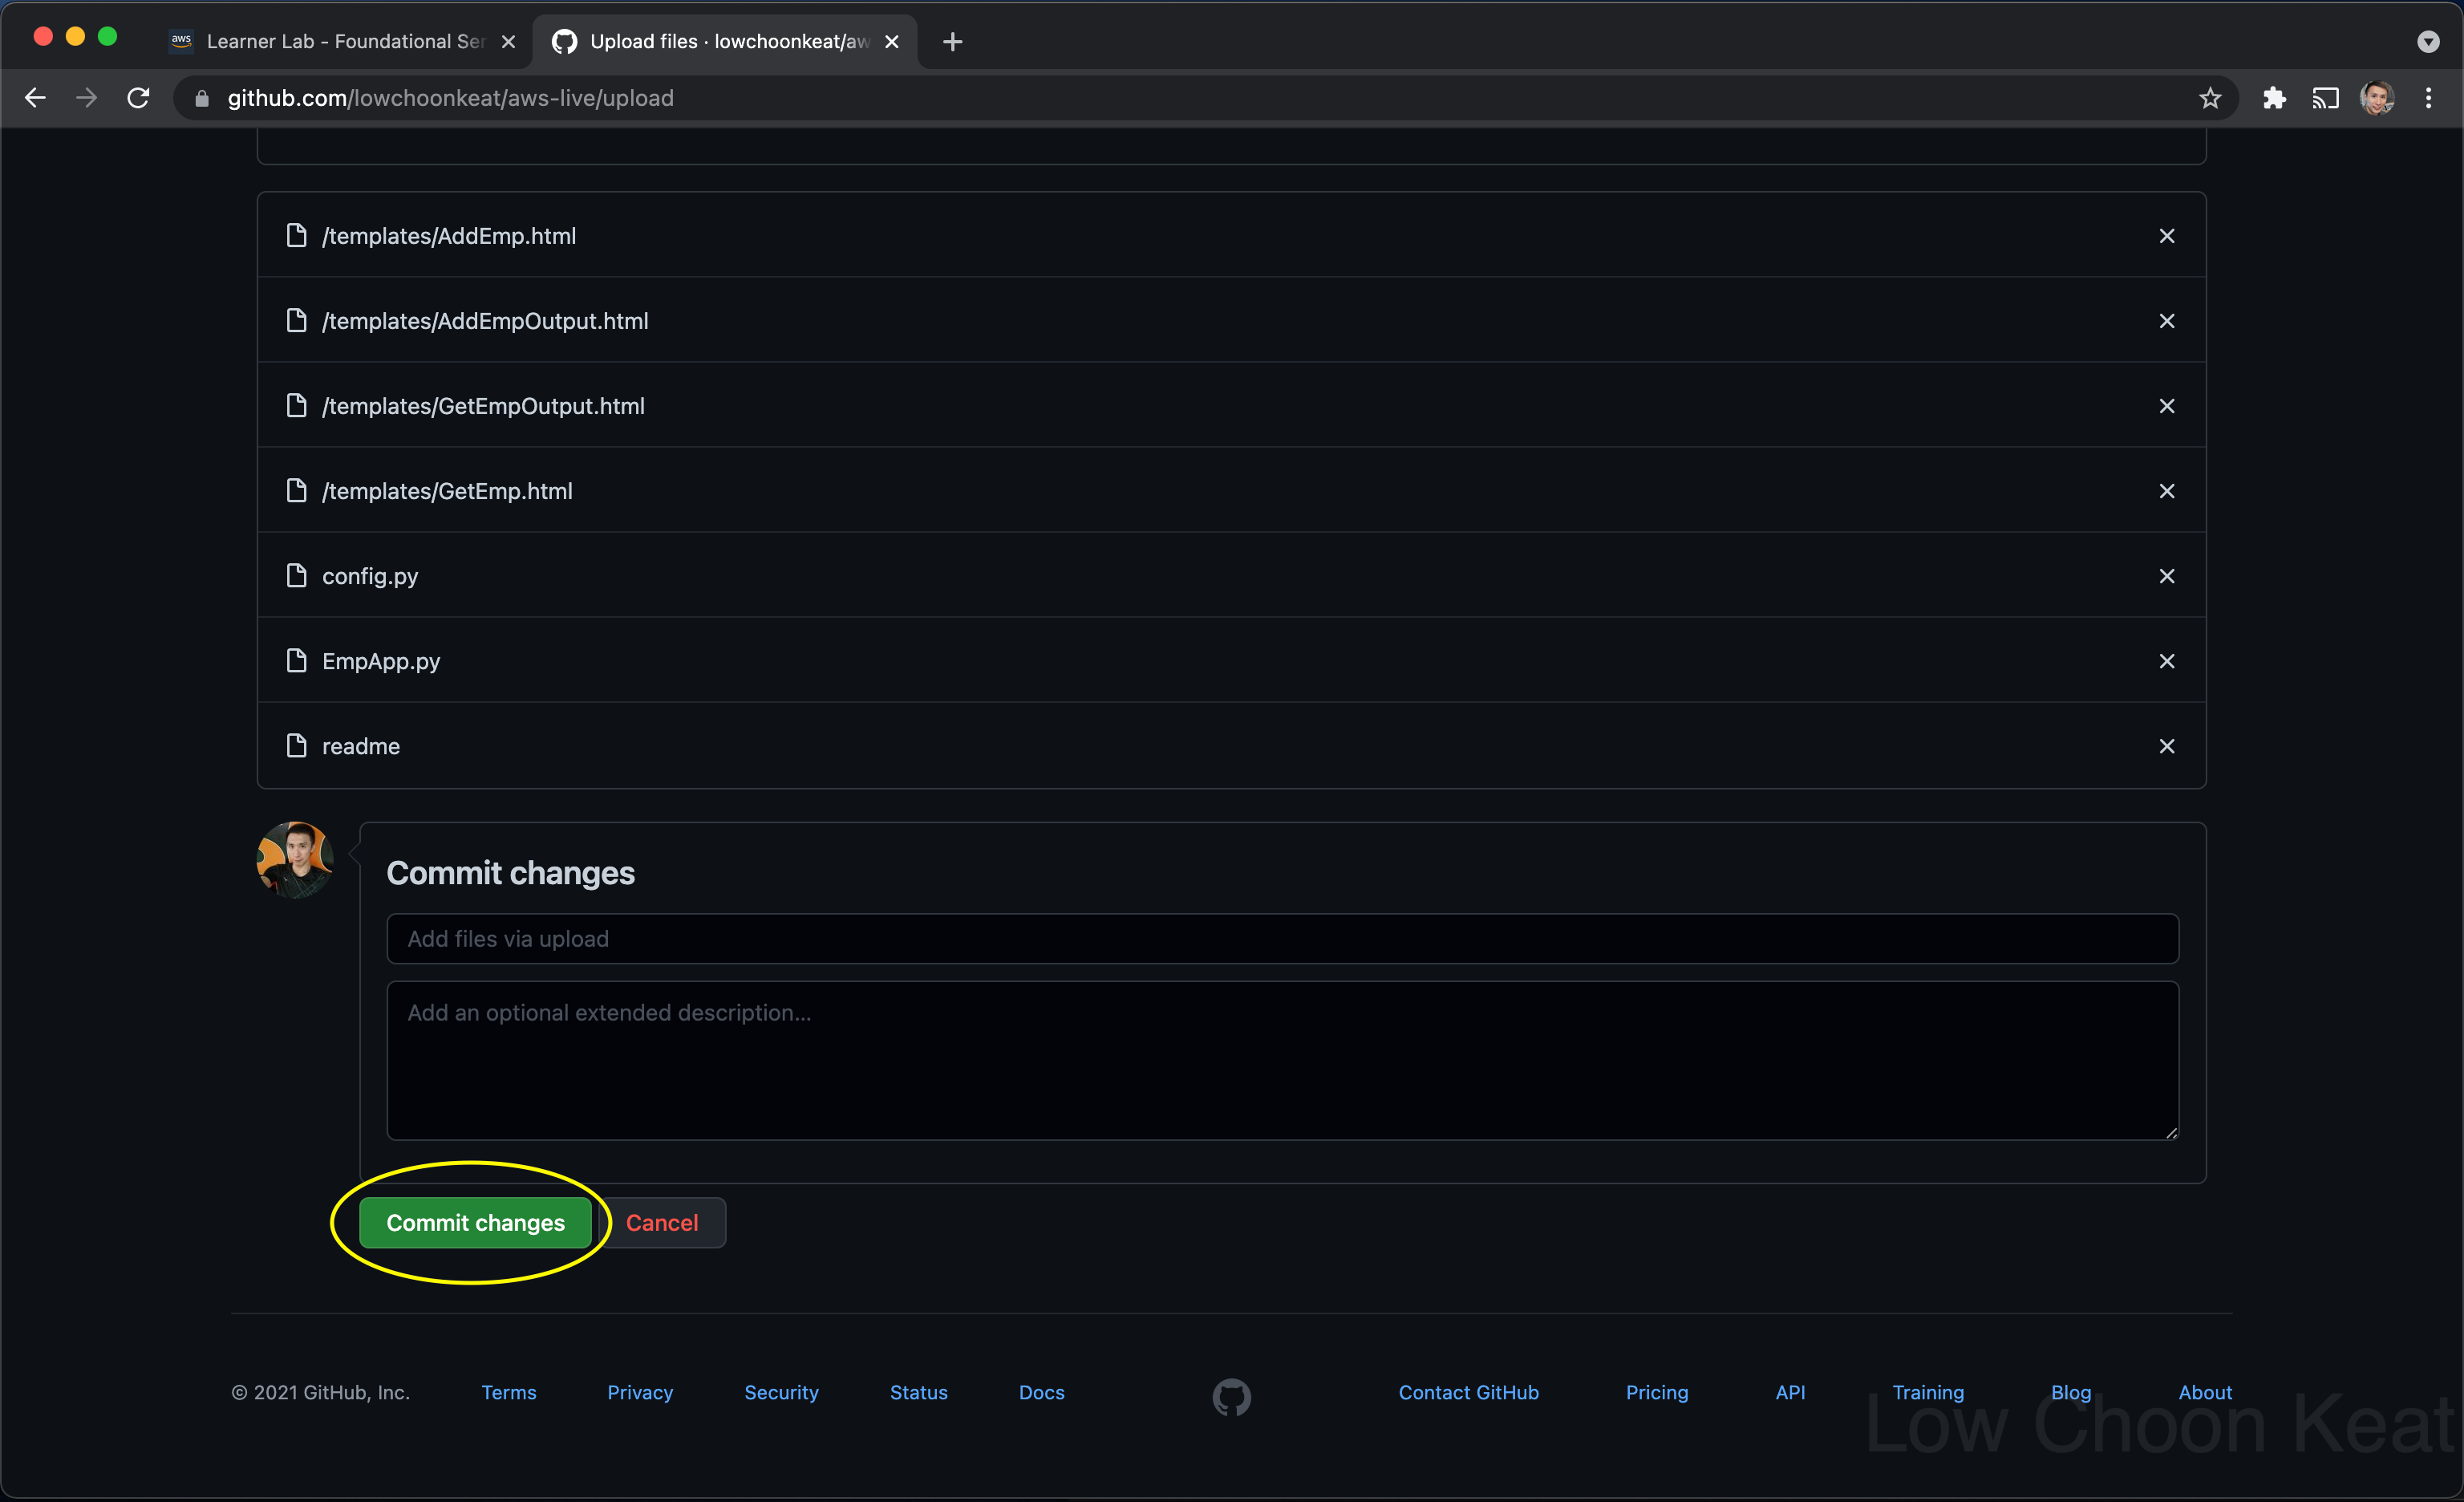 aws Learner Lab - Foundational Ser
Upload files · lowchoonkeat/aw
github.com/lowchoonkeat/aws-live/upload
/templates/AddEmp.html
/templates/AddEmpOutput.html
/templates/GetEmpOutput.html
/templates/GetEmp.html
config.py
EmpApp.py
readme
Commit changes
Add files via upload
Add an optional extended description...
Commit changes Cancel
© 2021 GitHub, Inc. Terms Privacy Security Status Docs Contact GitHub Pricing API Training Blog About
Low Choon Keat